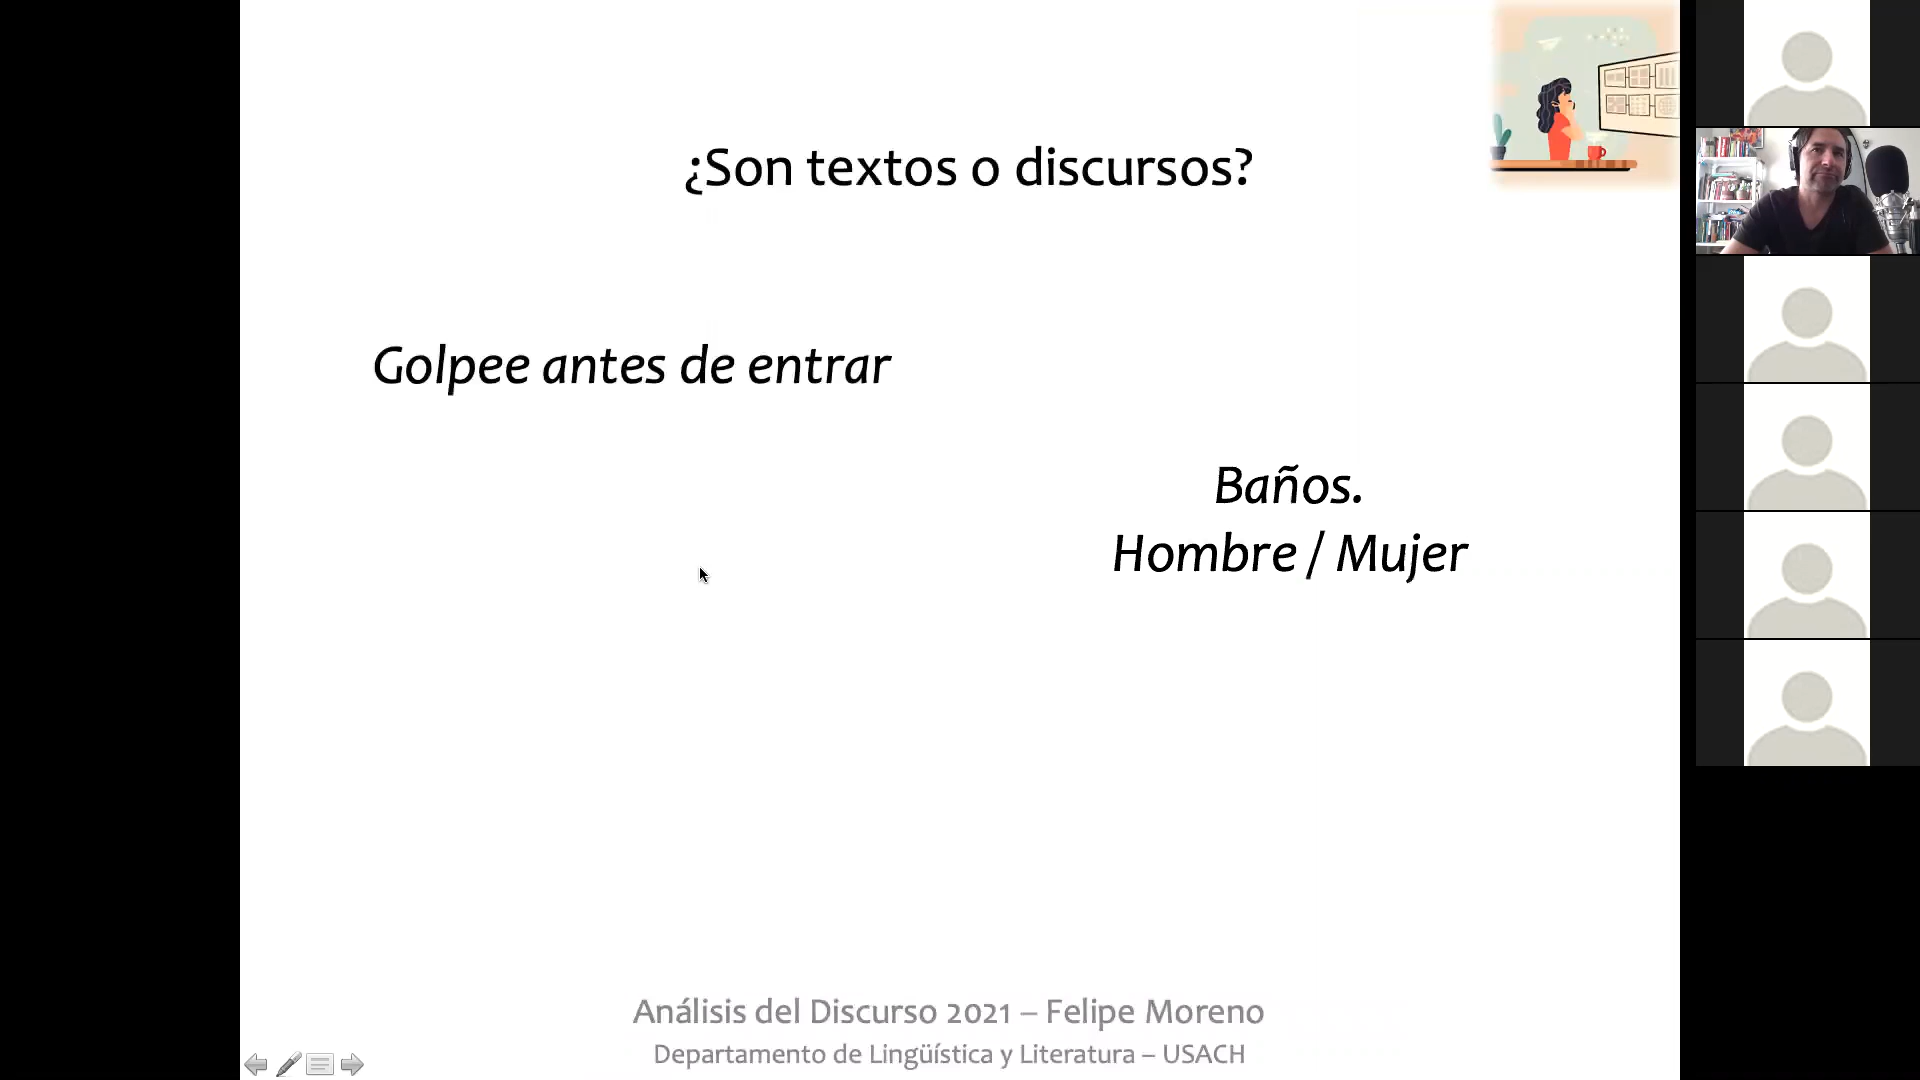 ¿Son textos o discursos?
Golpee antes de entrar
Baños.
Hombre / Mujer
Análisis del Discurso 2021 – Felipe Moreno
Departamento de Lingüística y Literatura – USACH